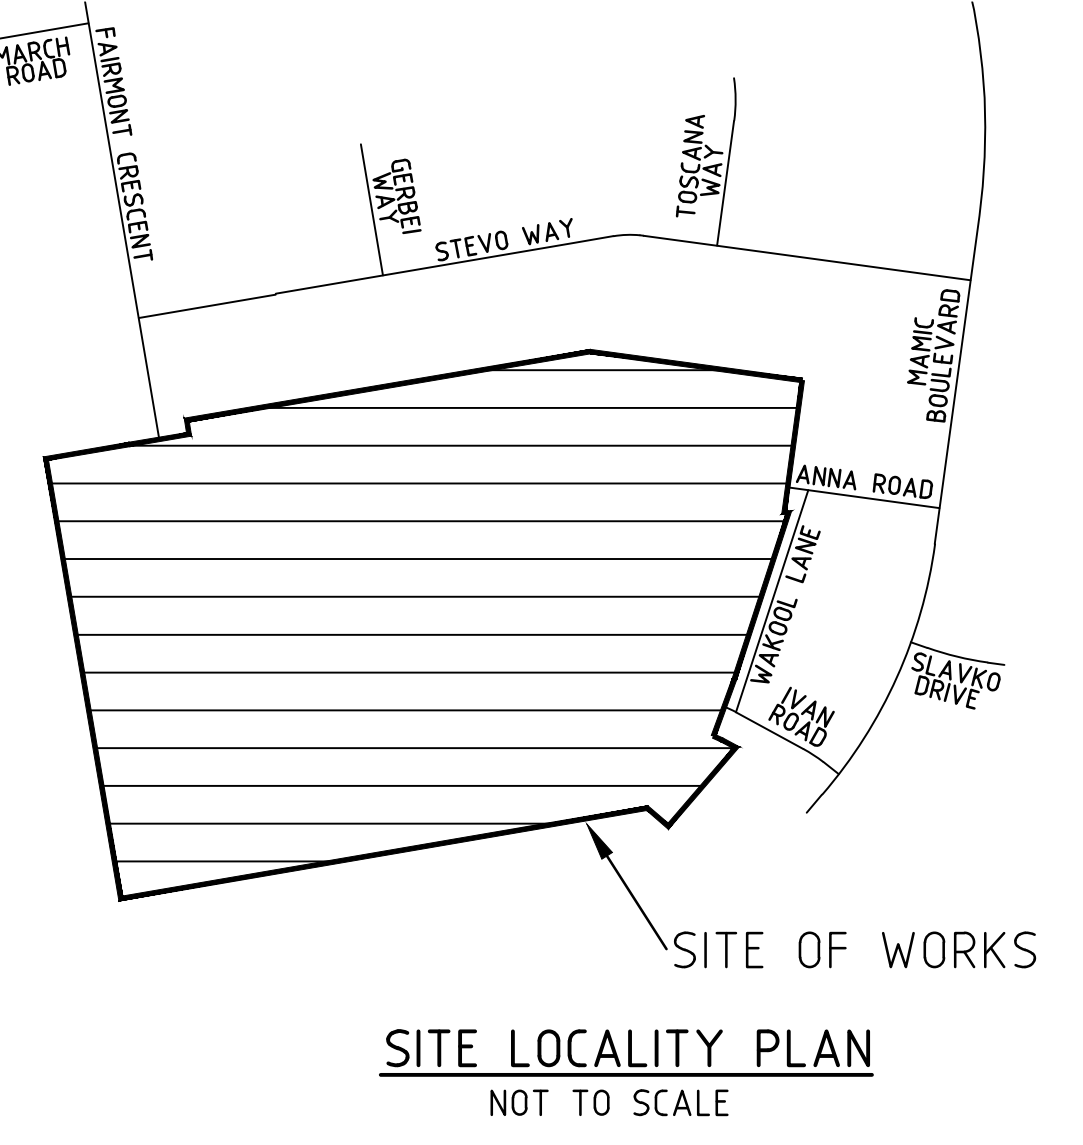 MARCH
ROAD
FAIRMONT CRESCENT
GERBEI
WAY
STEVO WAY
TOSCANA
WAY
MAMIC
BOULEVARD
ANNA ROAD
WAKOOL LANE
IVAN
ROAD
SLAVKO
DRIVE
SITE OF WORKS
SITE LOCALITY PLAN
NOT TO SCALE